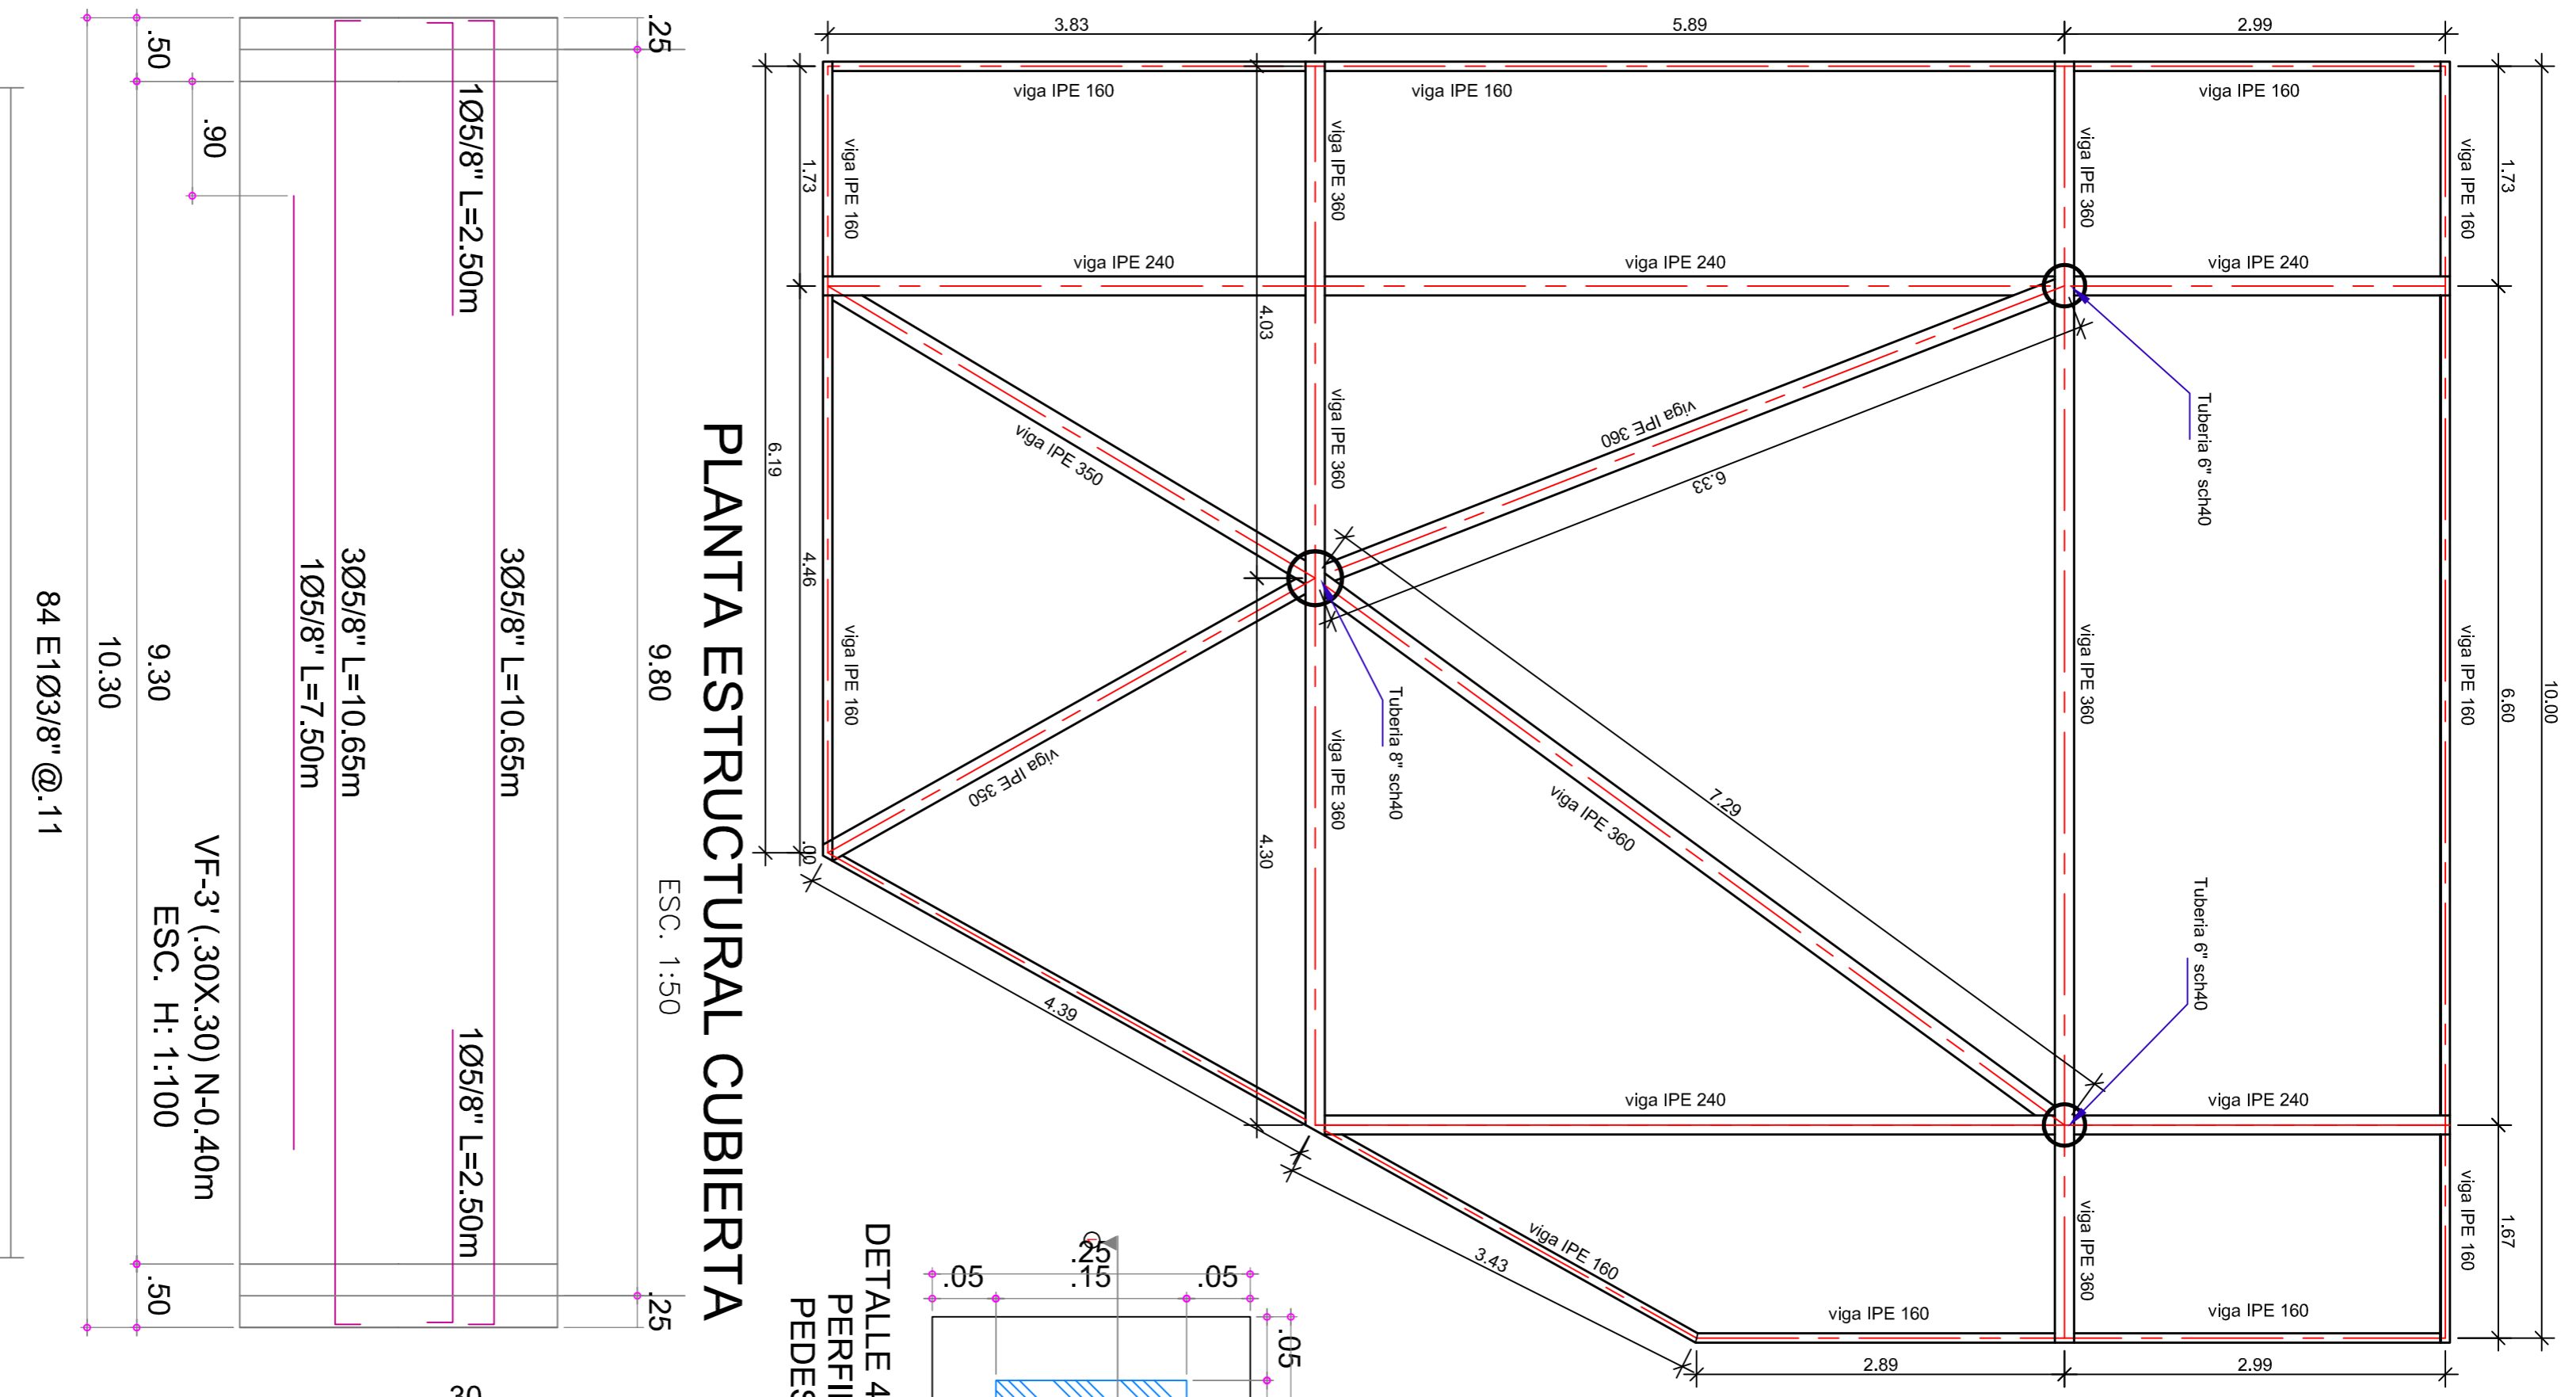 3.83
5.89
2.99
viga IPE 160
viga IPE 160
viga IPE 160
viga IPE 160
viga IPE 360
viga IPE 360
viga IPE 160
1.73
1.73
10.00
viga IPE 240
viga IPE 240
viga IPE 240
4.03
6.19
4.46
viga IPE 350
viga IPE 360
viga IPE 360
6.33
Tuberia 6" sch40
viga IPE 160
viga IPE 350
viga IPE 360
Tuberia 8" sch40
viga IPE 360
7.29
viga IPE 360
viga IPE 160
6.60
4.30
.00
Tuberia 6" sch40
4.39
viga IPE 240
viga IPE 240
3.43
viga IPE 160
viga IPE 360
viga IPE 160
1.67
viga IPE 160
viga IPE 160
2.89
2.99
PLANTA ESTRUCTURAL CUBIERTA
ESC. 1:50
.25
9.80
.25
1Ø5/8" L=2.50m
3Ø5/8" L=10.65m
1Ø5/8" L=2.50m
3Ø5/8" L=10.65m
1Ø5/8" L=7.50m
.90
VF-3' (.30X.30) N-0.40m
ESC. H: 1:100
.50
9.30
.50
10.30
84 E1Ø3/8" @.11
DETALLE 4
.25
.05
.15
.05
.05